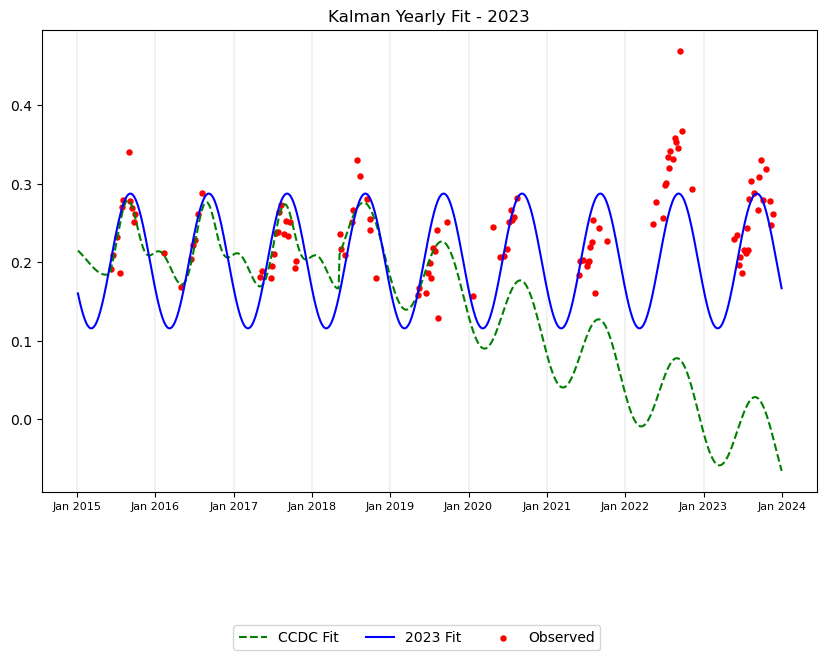 Kalman Yearly Fit - 2023
0.4
0.3
0.2
0.1
0.0
Jan 2015 Jan 2016 Jan 2017 Jan 2018 Jan 2019 Jan 2020 Jan 2021 Jan 2022 Jan 2023 Jan 2024
CCDC Fit 2023 Fit Observed